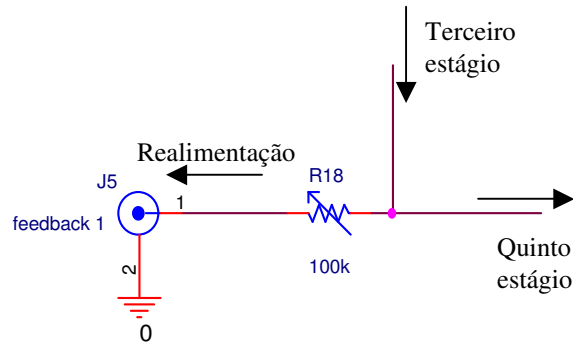 Terceiro
estágio
Realimentação
R18
J5
1
feedback 1
100k
Quinto
estágio
2
0